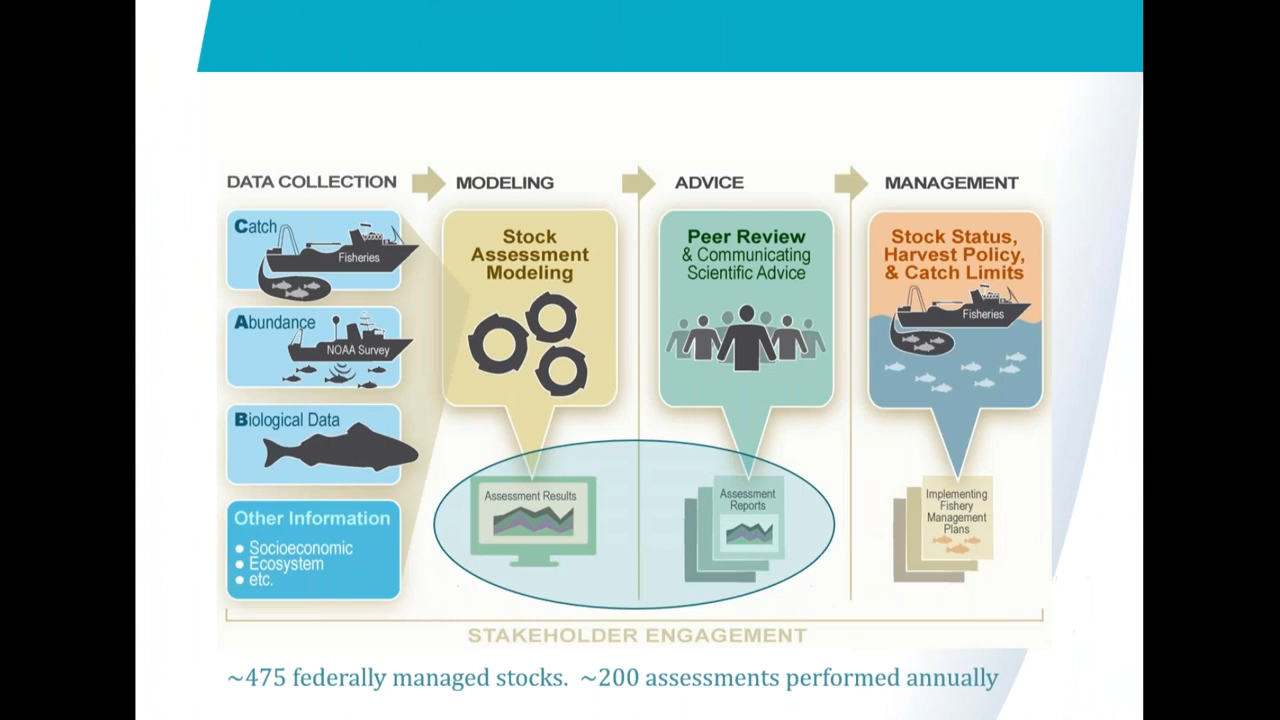 DATA COLLECTION
MODELING
ADVICE
MANAGEMENT
Catch
Fisheries
Abundance
NOAA Survey
Biological Data
Other Information
● Socioeconomic
● Ecosystem
● etc.
Stock
Assessment
Modeling
Assessment Results
Peer Review
& Communicating
Scientific Advice
Assessment
Reports
Stock Status,
Harvest Policy,
& Catch Limits
Fisheries
Implementing
Fishery
Management
Plans
STAKEHOLDER ENGAGEMENT
~475 federally managed stocks.  ~200 assessments performed annually